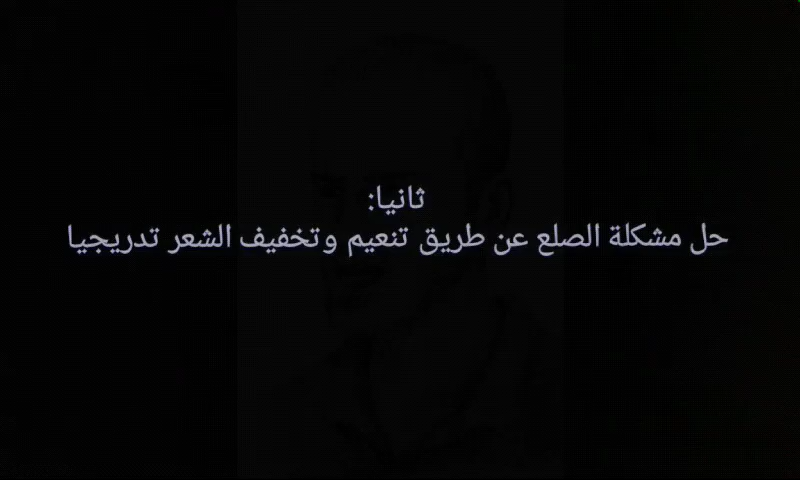 ثانيا:
حل مشكلة الصلع عن طريق تنعيم وتخفيف الشعر تدريجيا